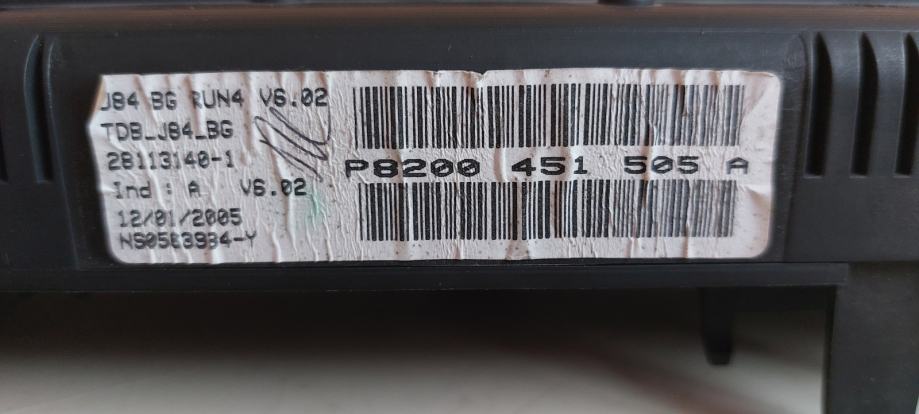 J84 BG RUN4 V6.02
TDB_J84_BG
28113140-1
Ind : A V6.02
12/01/2005
P8200 451 505 A